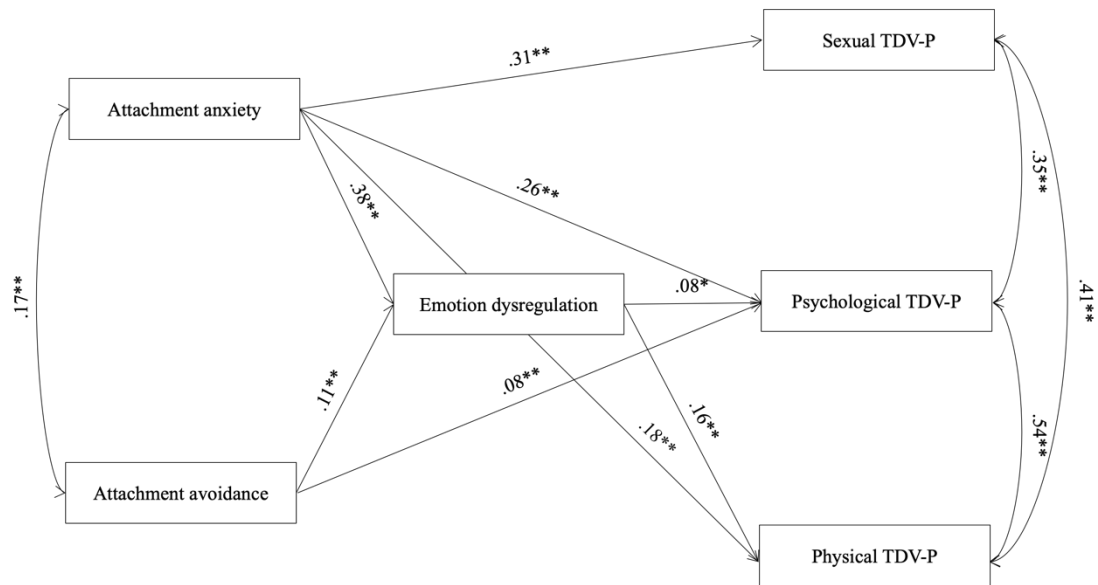 Sexual TDV-P
.31**
Attachment anxiety
.38**
.26**
.35**
.17**
Emotion dysregulation
.08*
Psychological TDV-P
.41**
.11**
.08**
.18**
.16**
.54**
Attachment avoidance
Physical TDV-P